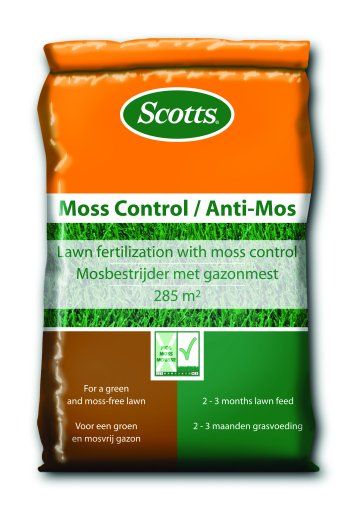 Scotts
Moss Control / Anti-Mos
Lawn fertilization with moss control
Mosbestrijder met gazonmest
285 m²
MOSS
For a green
and moss-free lawn
2 - 3 months lawn feed
Voor een groen
en mosvrij gazon
2 - 3 maanden grasvoeding